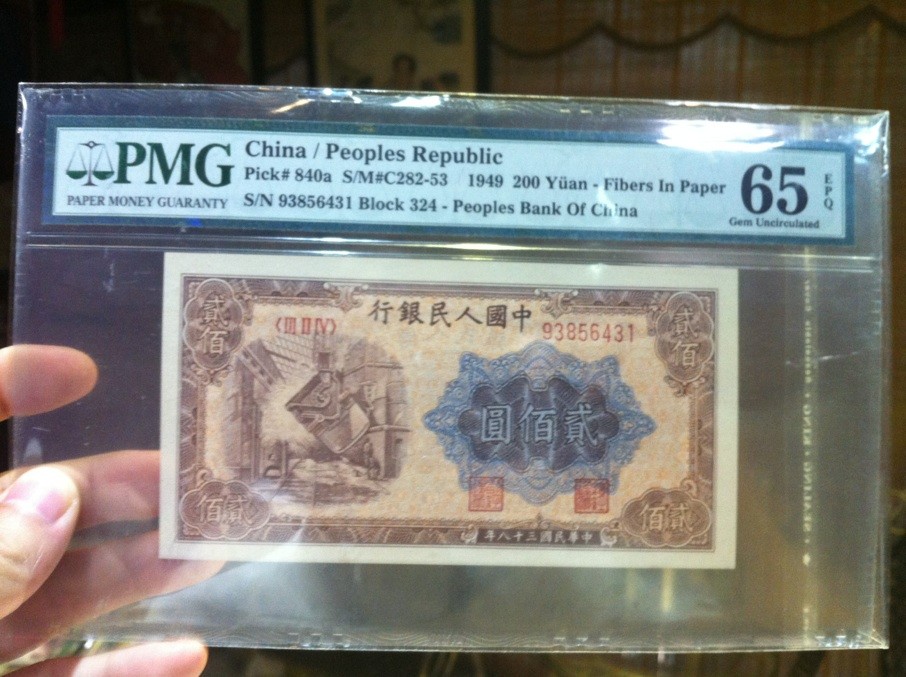 PMG
PAPER MONEY GUARANTY
China / Peoples Republic
Pick# 840a S/M#C282-53 1949 200 Yüan - Fibers In Paper
S/N 93856431 Block 324 - Peoples Bank Of China
65
EPQ
Gem Uncirculated
行銀民人國中
〈ⅢⅡⅣ〉
93856431
貳佰
貳佰
圓佰貳
佰貳
佰貳
年八十三國民華中